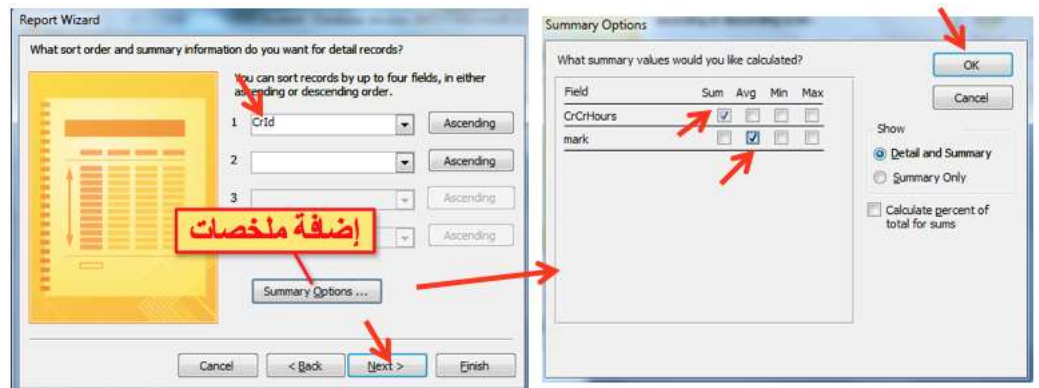 Report Wizard
What sort order and summary information do you want for detail records?
You can sort records by up to four fields, in either
ascending or descending order.
1 CrId Ascending
2 Ascending
3 Ascending
Ascending
إضافة ملخصات
Summary Options ...
Cancel < Back Next > Finish
Summary Options
What summary values would you like calculated?
OK
Cancel
Field Sum Avg Min Max
CrCrHours
mark
Show
Detail and Summary
Summary Only
Calculate percent of
total for sums